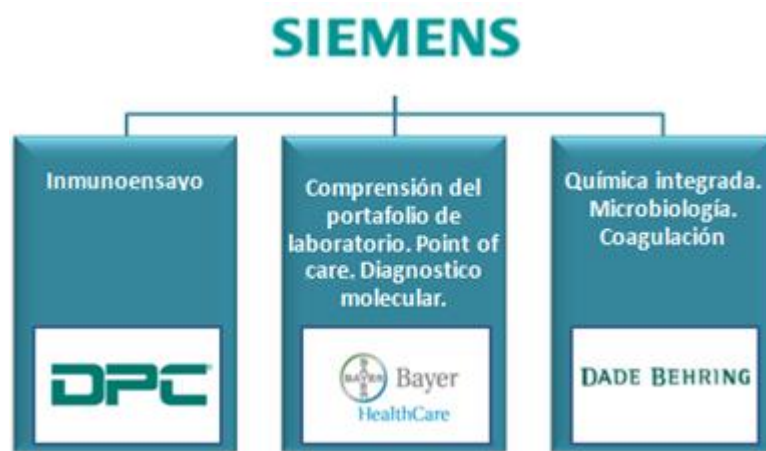 SIEMENS
Inmunoensayo
Comprensión del
portafolio de
laboratorio. Point of
care. Diagnostico
molecular.
Química integrada.
Microbiología.
Coagulación
DPC
BAYER
Bayer
HealthCare
DADE BEHRING